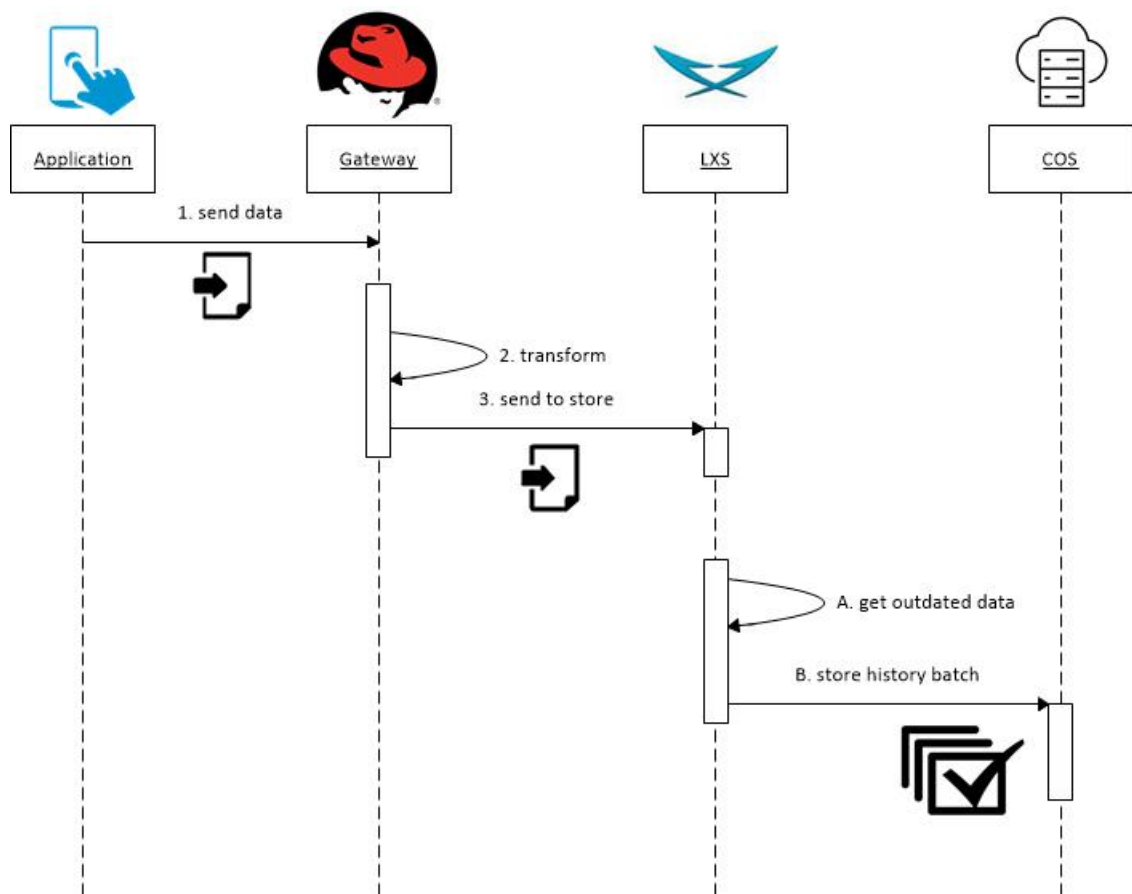 Application
Gateway
LXS
COS
1. send data
2. transform
3. send to store
A. get outdated data
B. store history batch